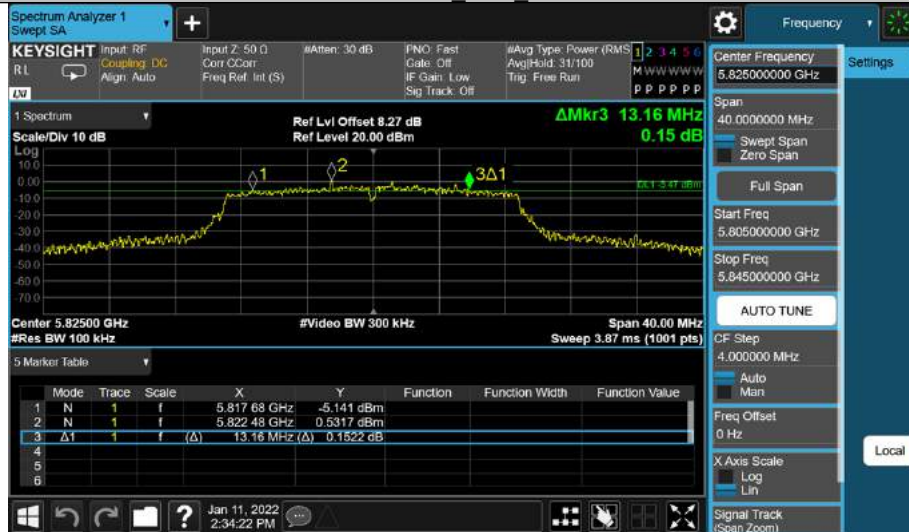 Spectrum Analyzer 1
Swept SA
Frequency
KEYSIGHT
RL
LXI
Input: RF
Coupling: DC
Align: Auto
Input Z: 50 Ω
Corr CCorr
Freq Ref: Int (S)
#Atten: 30 dB
PNO: Fast
Gate: Off
IF Gain: Low
Sig Track: Off
#Avg Type: Power (RMS
Avg|Hold: 31/100
Trig: Free Run
1 2 3 4 5 6
M W W W W W
P P P P P P
1 Spectrum
Scale/Div 10 dB
Ref Lvl Offset 8.27 dB
Ref Level 20.00 dBm
ΔMkr3 13.16 MHz
0.15 dB
Log
10.0
0.00
-10.0
-20.0
-30.0
-40.0
-50.0
-60.0
-70.0
1
2
3Δ1
DL1 -5.47 dBm
Center 5.82500 GHz
#Res BW 100 kHz
#Video BW 300 kHz
Span 40.00 MHz
Sweep 3.87 ms (1001 pts)
5 Marker Table
Mode Trace Scale X Y Function Function Width Function Value
1 N 1 f 5.817 68 GHz -5.141 dBm
2 N 1 f 5.822 48 GHz 0.5317 dBm
3 Δ1 1 f (Δ) 13.16 MHz (Δ) 0.1522 dB
4
5
6
?
Jan 11, 2022
2:34:22 PM
Center Frequency
5.825000000 GHz
Span
40.0000000 MHz
Swept Span
Zero Span
Full Span
Start Freq
5.805000000 GHz
Stop Freq
5.845000000 GHz
AUTO TUNE
CF Step
4.000000 MHz
Auto
Man
Freq Offset
0 Hz
X Axis Scale
Log
Lin
Signal Track
(Span Zoom)
Settings
Local